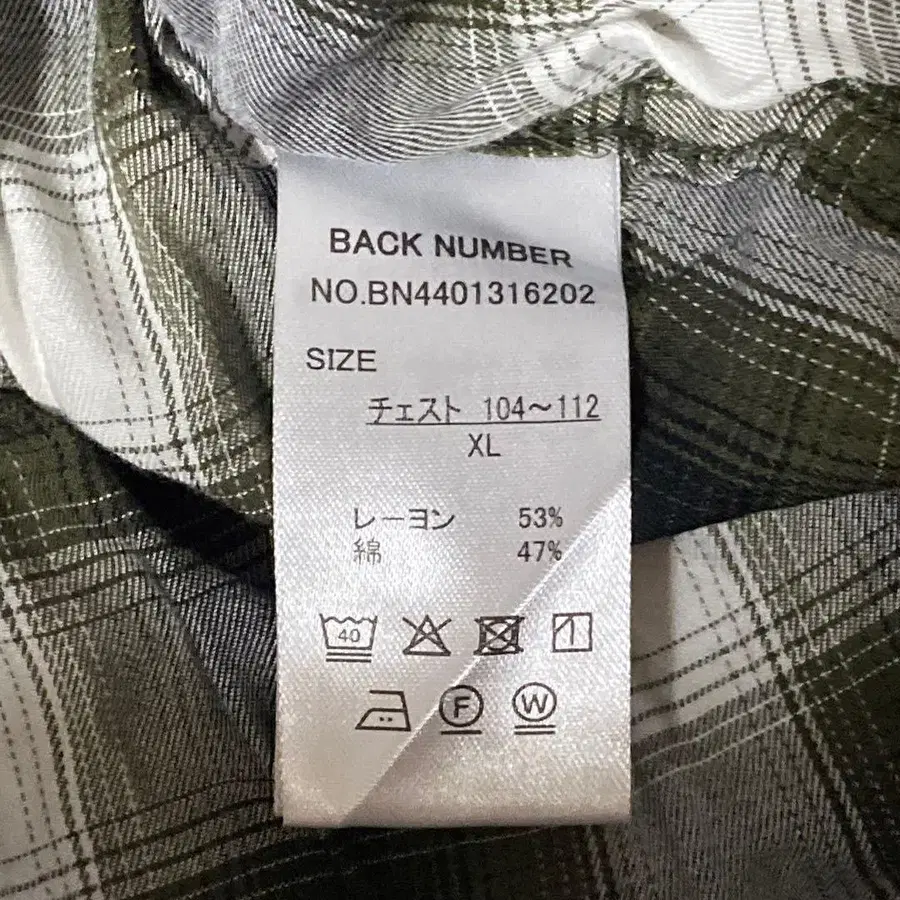 BACK NUMBER
NO.BN4401316202
SIZE
チェスト 104～112
XL
レーヨン 53%
綿 47%
40
F W